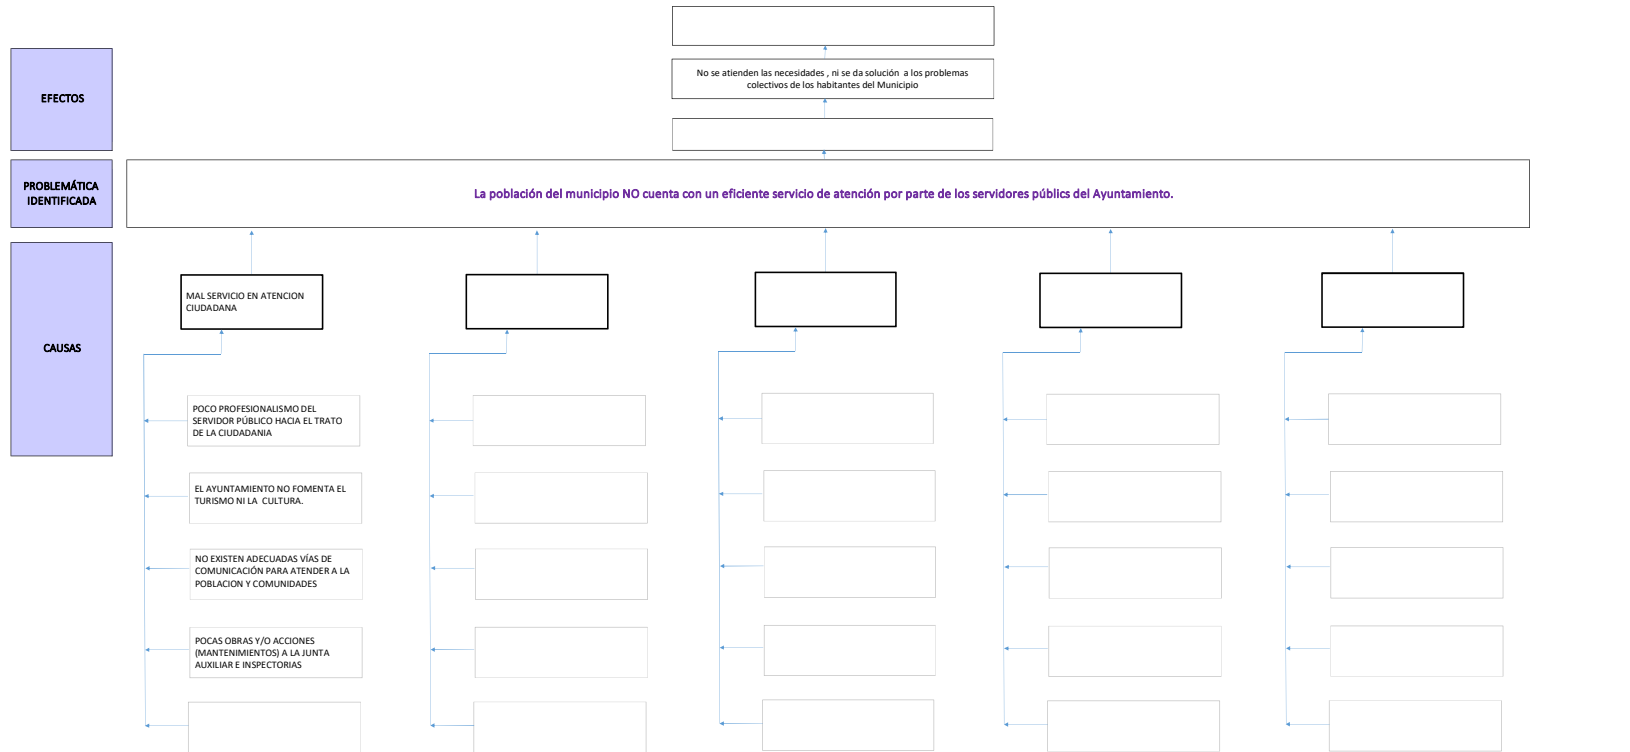 No se atienden las necesidades , ni se da solución  a los problemas
colectivos de los habitantes del Municipio
EFECTOS
PROBLEMÁTICA
IDENTIFICADA
La población del municipio NO cuenta con un eficiente servicio de atención por parte de los servidores públics del Ayuntamiento.
CAUSAS
MAL SERVICIO EN ATENCION
CIUDADANA
POCO PROFESIONALISMO DEL
SERVIDOR PÚBLICO HACIA EL TRATO
DE LA CIUDADANIA
EL AYUNTAMIENTO NO FOMENTA EL
TURISMO NI LA  CULTURA.
NO EXISTEN ADECUADAS VÍAS DE
COMUNICACIÓN PARA ATENDER A LA
POBLACION Y COMUNIDADES
POCAS OBRAS Y/O ACCIONES
(MANTENIMIENTOS) A LA JUNTA
AUXILIAR E INSPECTORIAS